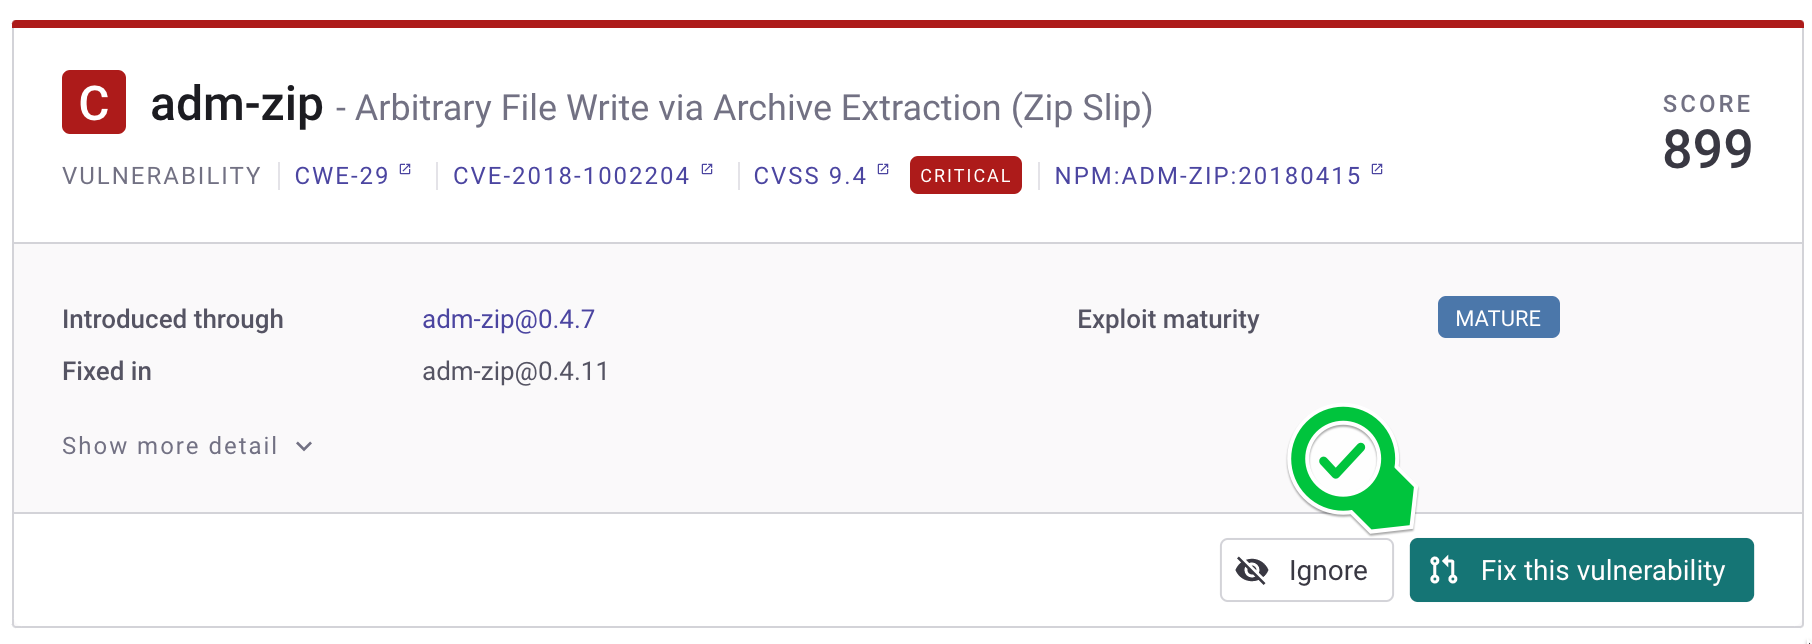 C adm-zip - Arbitrary File Write via Archive Extraction (Zip Slip)
SCORE
899
VULNERABILITY CWE-29 CVE-2018-1002204 CVSS 9.4 CRITICAL NPM:ADM-ZIP:20180415
Introduced through adm-zip@0.4.7 Exploit maturity MATURE
Fixed in adm-zip@0.4.11
Show more detail
Ignore Fix this vulnerability